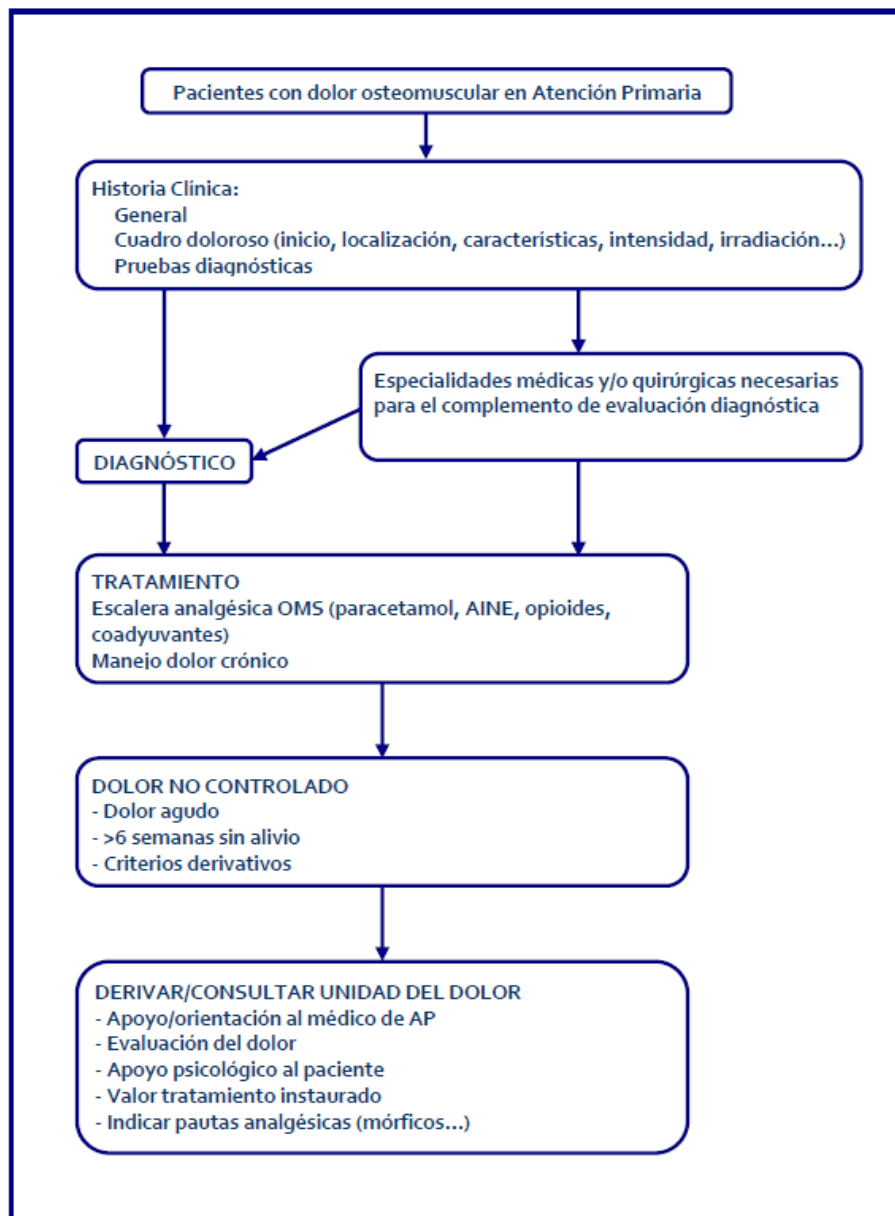 Pacientes con dolor osteomuscular en Atención Primaria
Historia Clínica:
General
Cuadro doloroso (inicio, localización, características, intensidad, irradiación...)
Pruebas diagnósticas
Especialidades médicas y/o quirúrgicas necesarias
para el complemento de evaluación diagnóstica
DIAGNÓSTICO
TRATAMIENTO
Escalera analgésica OMS (paracetamol, AINE, opioides,
coadyuvantes)
Manejo dolor crónico
DOLOR NO CONTROLADO
- Dolor agudo
- >6 semanas sin alivio
- Criterios derivativos
DERIVAR/CONSULTAR UNIDAD DEL DOLOR
- Apoyo/orientación al médico de AP
- Evaluación del dolor
- Apoyo psicológico al paciente
- Valor tratamiento instaurado
- Indicar pautas analgésicas (mórficos...)